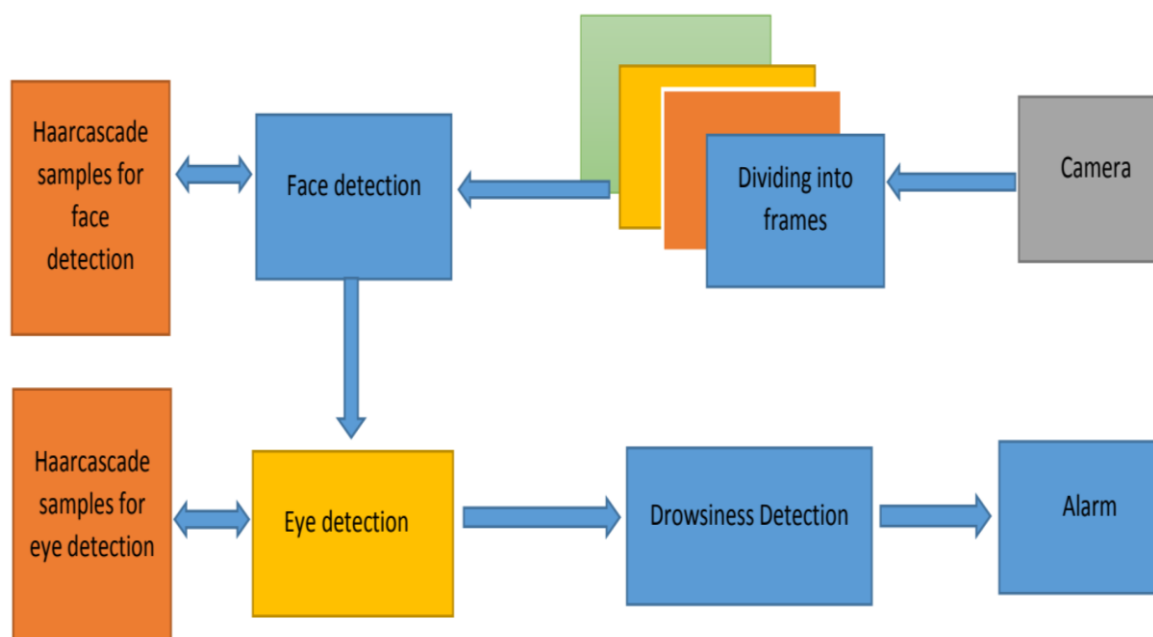 Haarcascade
samples for
face
detection
Face detection
Dividing into
frames
Camera
Haarcascade
samples for
eye detection
Eye detection
Drowsiness Detection
Alarm